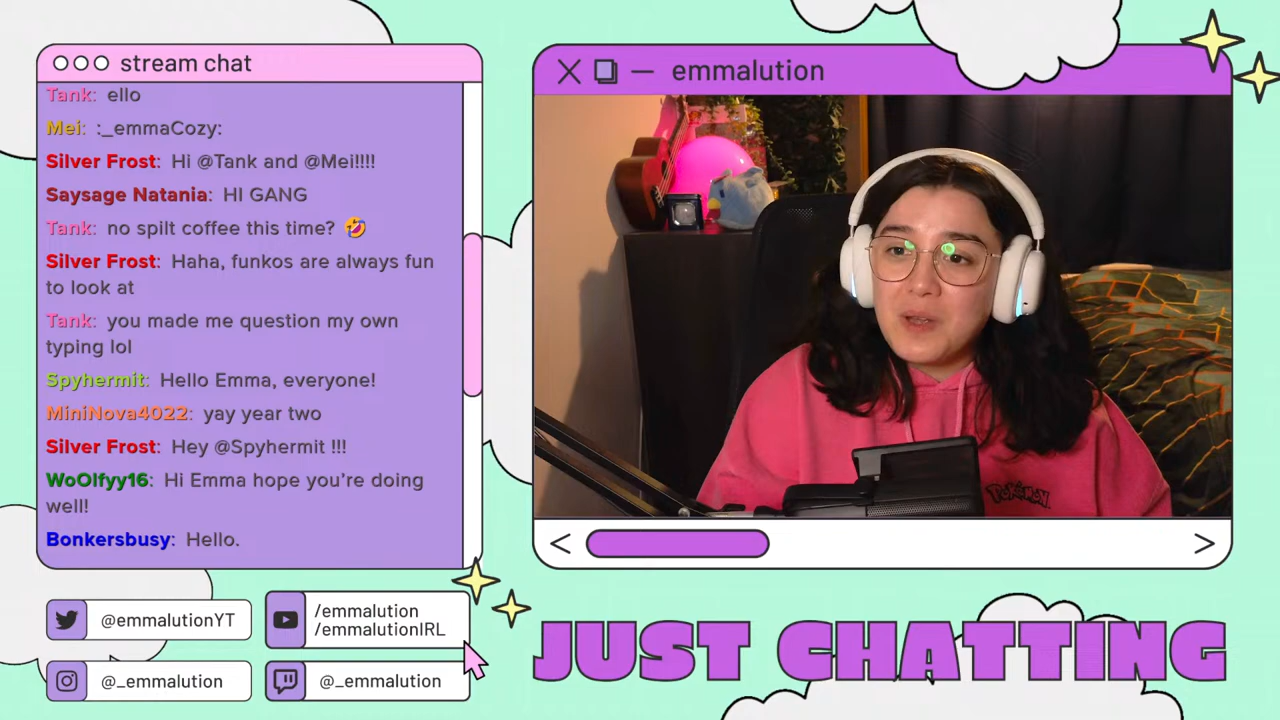 stream chat
Tank: ello
Mei: :_emmaCozy:
Silver Frost: Hi @Tank and @Mei!!!!
Saysage Natania: HI GANG
Tank: no spilt coffee this time? 🤣
Silver Frost: Haha, funkos are always fun
to look at
Tank: you made me question my own
typing lol
Spyhermit: Hello Emma, everyone!
MiniNova4022: yay year two
Silver Frost: Hey @Spyhermit !!!
WoOlfyy16: Hi Emma hope you're doing
well!
Bonkersbusy: Hello.
@emmalutionYT
/emmalution
/emmalutionIRL
@_emmalution
@_emmalution
emmalution
POKÉMON
JUST CHATTING